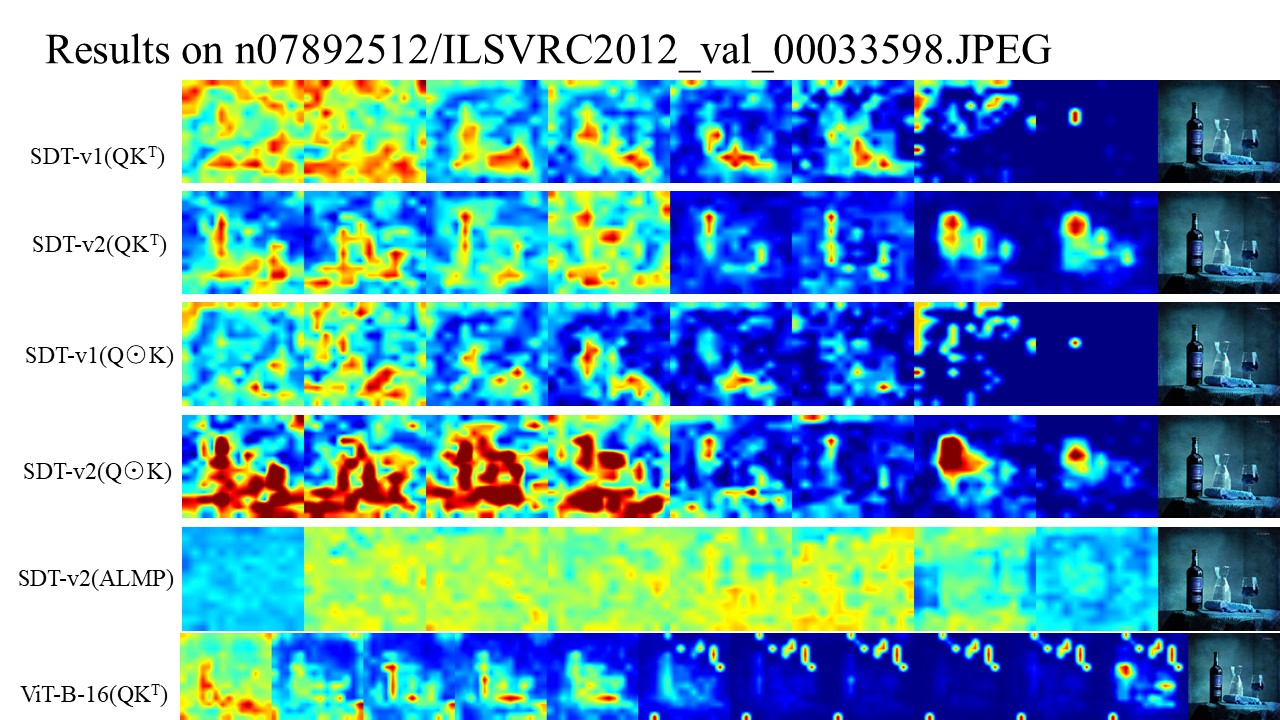 Results on n07892512/ILSVRC2012_val_00033598.JPEG
SDT-v1(QKᵀ)
SDT-v2(QKᵀ)
SDT-v1(Q⊙K)
SDT-v2(Q⊙K)
SDT-v2(ALMP)
ViT-B-16(QKᵀ)